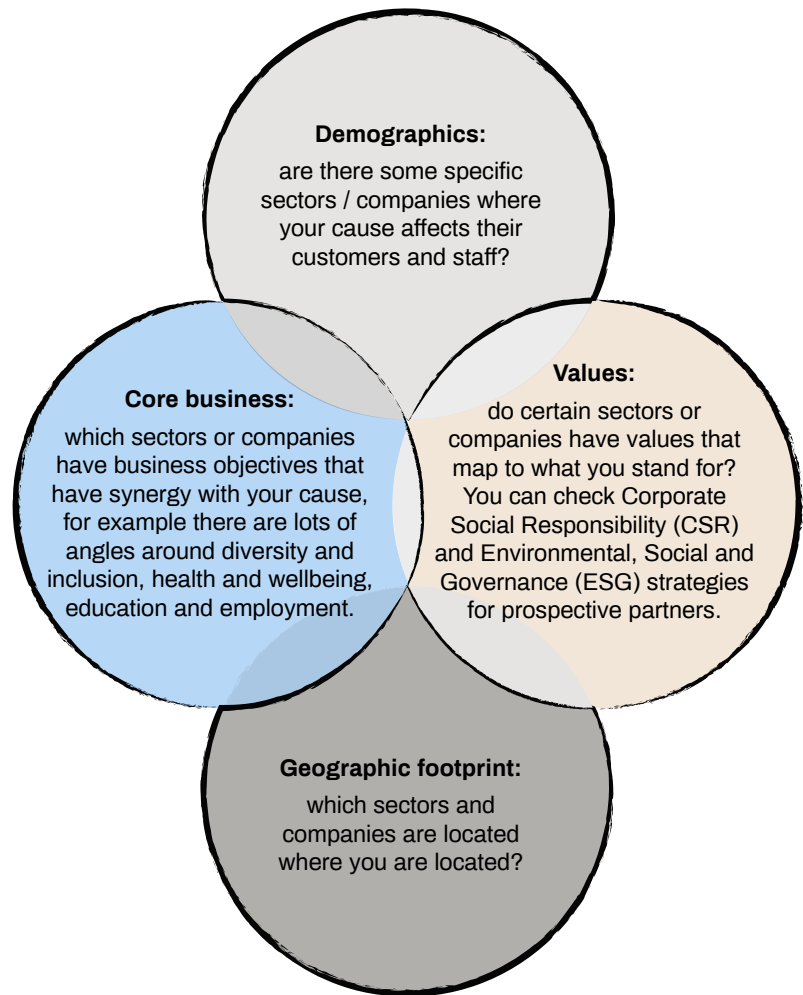 Demographics:
are there some specific
sectors / companies where
your cause affects their
customers and staff?
Core business:
which sectors or companies
have business objectives that
have synergy with your cause,
for example there are lots of
angles around diversity and
inclusion, health and wellbeing,
education and employment.
Values:
do certain sectors or
companies have values that
map to what you stand for?
You can check Corporate
Social Responsibility (CSR)
and Environmental, Social and
Governance (ESG) strategies
for prospective partners.
Geographic footprint:
which sectors and
companies are located
where you are located?